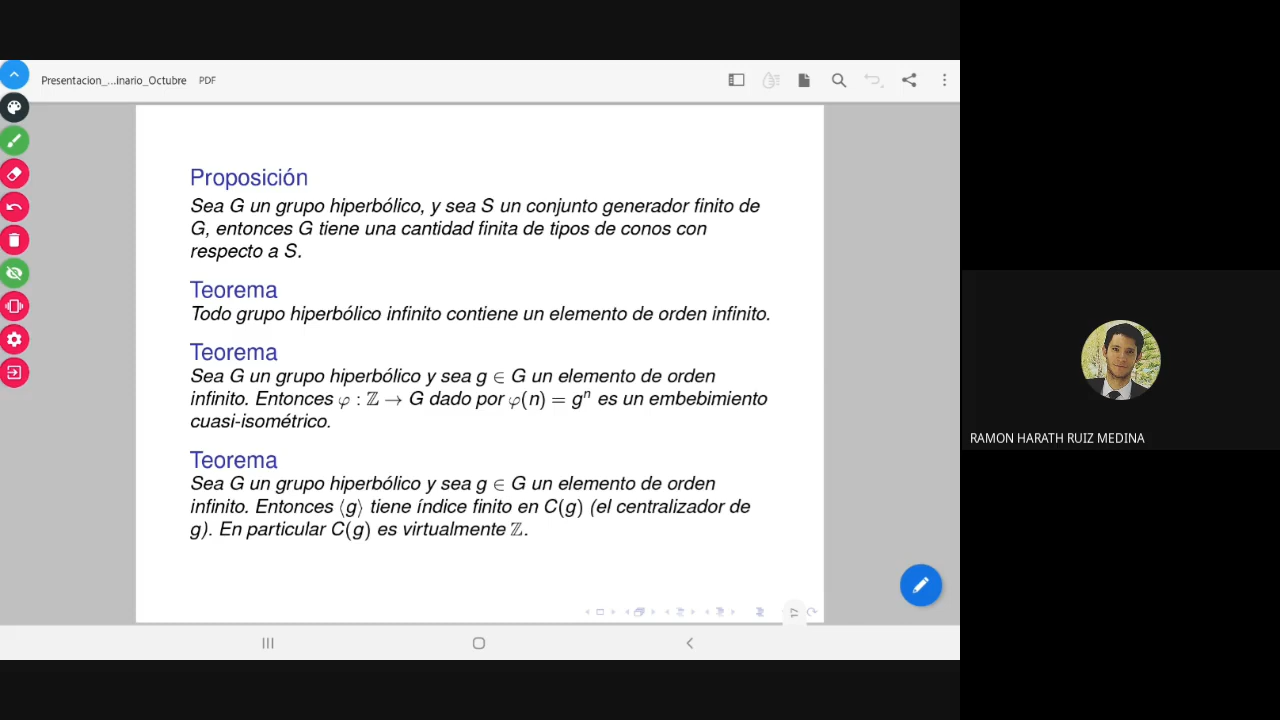 Presentacion_...inario_Octubre PDF
Proposición
Sea G un grupo hiperbólico, y sea S un conjunto generador finito de
G, entonces G tiene una cantidad finita de tipos de conos con
respecto a S.
Teorema
Todo grupo hiperbólico infinito contiene un elemento de orden infinito.
Teorema
Sea G un grupo hiperbólico y sea g ∈ G un elemento de orden
infinito. Entonces φ : ℤ → G dado por φ(n) = gⁿ es un embebimiento
cuasi-isométrico.
Teorema
Sea G un grupo hiperbólico y sea g ∈ G un elemento de orden
infinito. Entonces ⟨g⟩ tiene índice finito en C(g) (el centralizador de
g). En particular C(g) es virtualmente ℤ.
17
RAMON HARATH RUIZ MEDINA